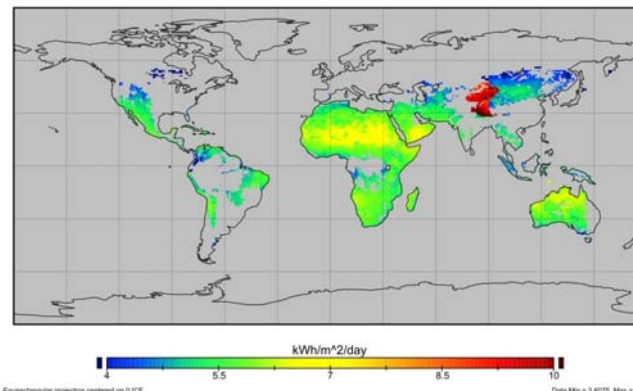 kWh/m^2/day
4 5.5 7 8.5 10
Equirectangular projection centered on 0.0°E
Data Min = 3.6075, Max =